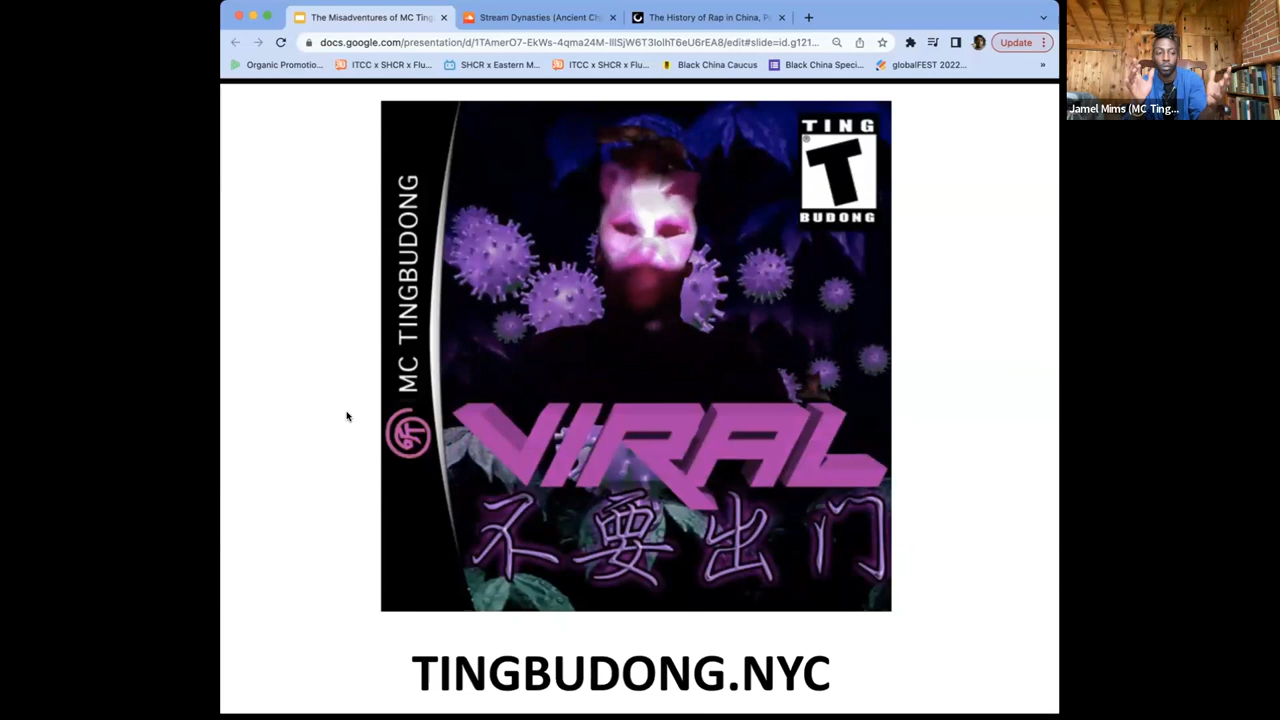 The Misadventures of MC Ting
Stream Dynasties (Ancient Ch
The History of Rap in China, P
docs.google.com/presentation/d/1TAmerO7-EkWs-4qma24M-IlISjW6T3IolhT6eU6rEA8/edit#slide=id.g121...
Update
Organic Promotio...
ITCC x SHCR x Flu...
SHCR x Eastern M...
ITCC x SHCR x Flu...
Black China Caucus
Black China Speci...
globalFEST 2022...
»
Jamel Mims (MC Ting...
TING
T
BUDONG
MC TINGBUDONG
听
VIRAL
不要出门
TINGBUDONG.NYC